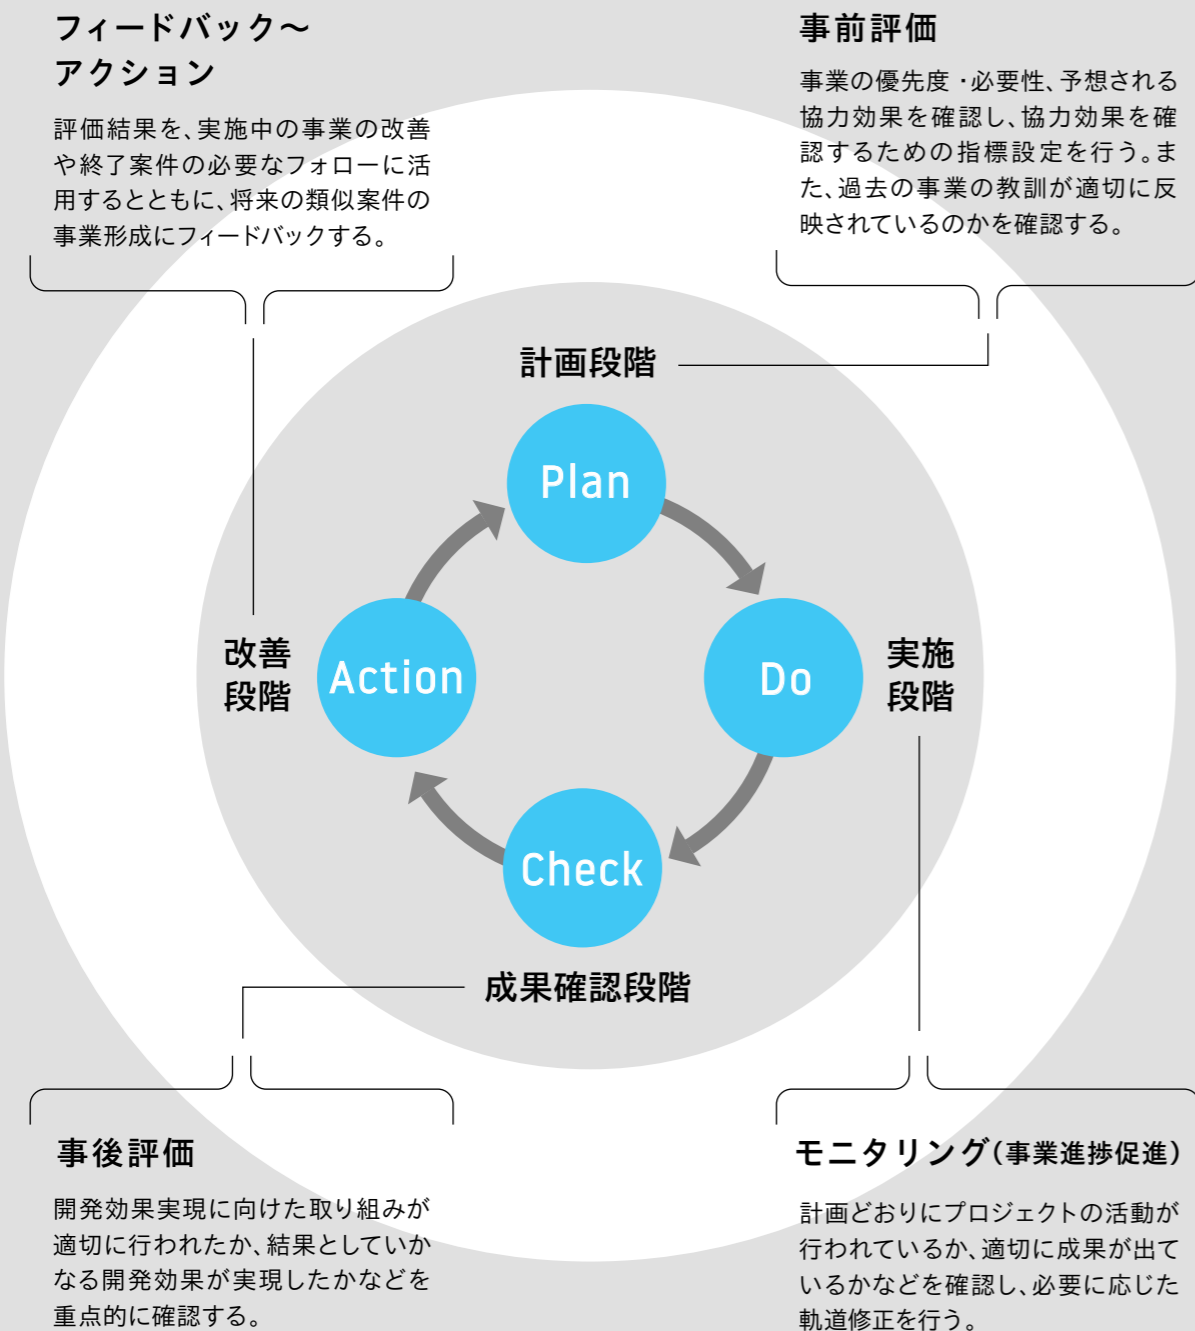 フィードバック〜
アクション
評価結果を、実施中の事業の改善
や終了案件の必要なフォローに活
用するとともに、将来の類似案件の
事業形成にフィードバックする。
事前評価
事業の優先度・必要性、予想される
協力効果を確認し、協力効果を確
認するための指標設定を行う。ま
た、過去の事業の教訓が適切に反
映されているのかを確認する。
計画段階
Plan
改善
段階
Action
Do
実施
段階
Check
成果確認段階
事後評価
開発効果実現に向けた取り組みが
適切に行われたか、結果としていか
なる開発効果が実現したかなどを
重点的に確認する。
モニタリング(事業進捗促進)
計画どおりにプロジェクトの活動が
行われているか、適切に成果が出て
いるかなどを確認し、必要に応じた
軌道修正を行う。